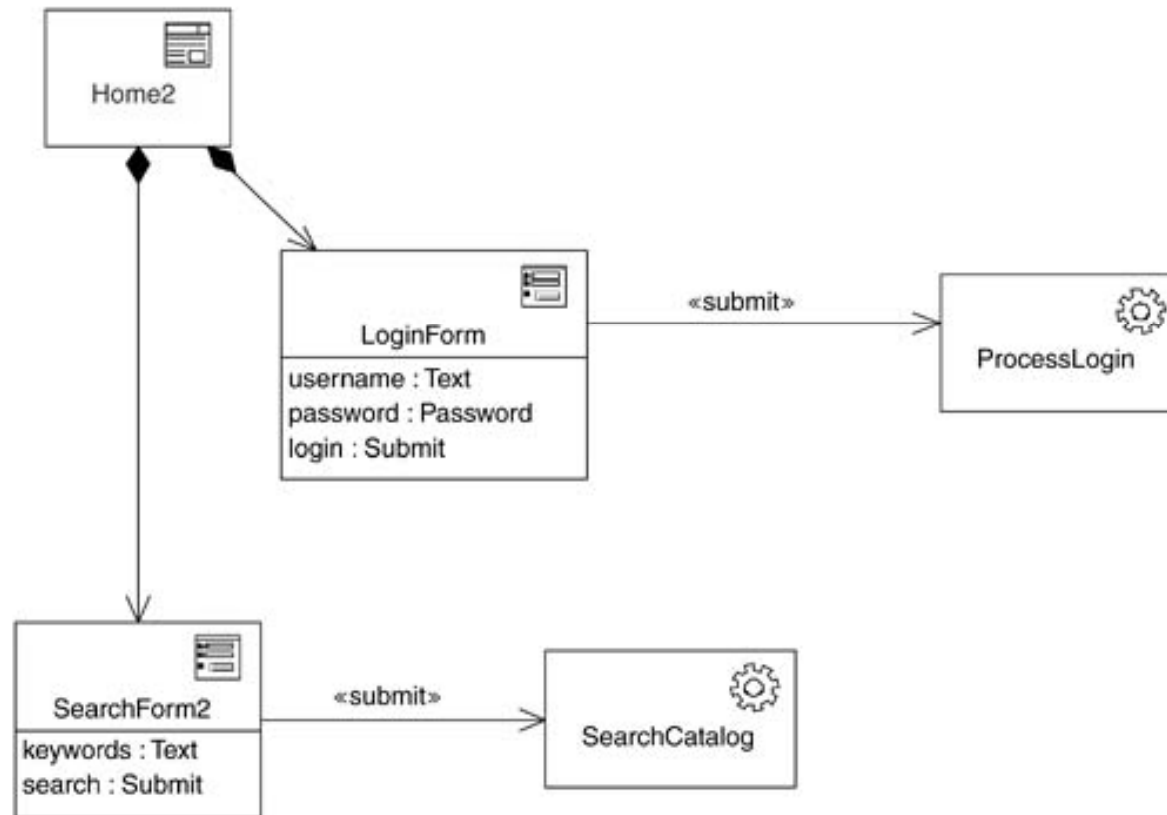 Home2
«submit»
LoginForm
ProcessLogin
username : Text
password : Password
login : Submit
SearchForm2
«submit»
SearchCatalog
keywords : Text
search : Submit